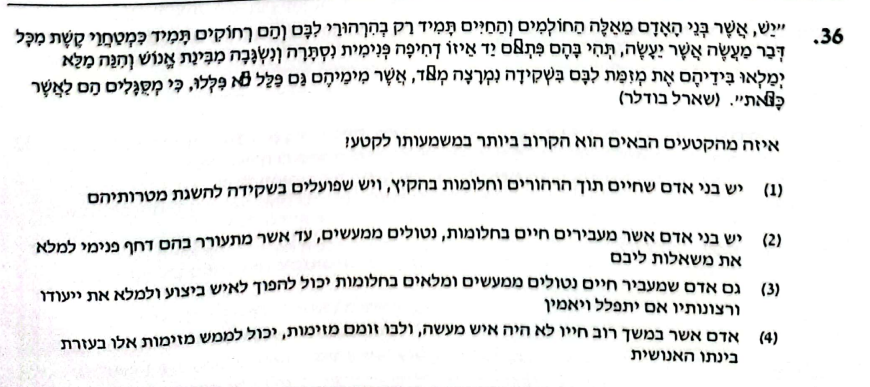 36. "יֵשׁ, אֲשֶׁר בְּנֵי הָאָדָם מֵאֵלֶּה הַחוֹלְמִים וְהַחַיִּים תָּמִיד רַק בְּהִרְהוּרֵי לִבָּם וְהֵם רְחוֹקִים תָּמִיד כִּמְטַחֲוֵי קֶשֶׁת מִכָּל
דְּבַר מַעֲשֶׂה אֲשֶׁר יֵעָשֶׂה, תְּהִי בָּהֶם יַד אֵיזוֹ דְחִיפָה פְּנִימִית נִסְתָּרָה וְנִשְׂגָּבָה מִבִּינַת אֱנוֹשׁ וְהִנֵּה מַלֵּא
יְמַלְאוּ בִּידֵיהֶם אֶת מְזִמַּת לִבָּם בִּשְׁקִידָה נִמְרָצָה, אֲשֶׁר מִימֵיהֶם גַּם פַּלֵּל פִּלְּלוּ, כִּי מְסֻגָּלִים הֵם לַאֲשֶׁר
". (שארל בודלר)
איזה מהקטעים הבאים הוא הקרוב ביותר במשמעותו לקטע?
(1) יש בני אדם שחיים תוך הרהורים וחלומות בהקיץ, ויש שפועלים בשקידה להשגת מטרותיהם
(2) יש בני אדם אשר מעבירים חיים בחלומות, נטולים ממעשים, עד אשר מתעורר בהם דחף פנימי למלא
את משאלות ליבם
(3) גם אדם שמעביר חיים נטולים ממעשים ומלאים בחלומות יכול להפוך לאיש ביצוע ולמלא את ייעודו
ורצונותיו אם יתפלל ויאמין
(4) אדם אשר במשך רוב חייו לא היה איש מעשה, ולבו זומם מזימות, יכול לממש מזימות אלו בעזרת
בינתו האנושית